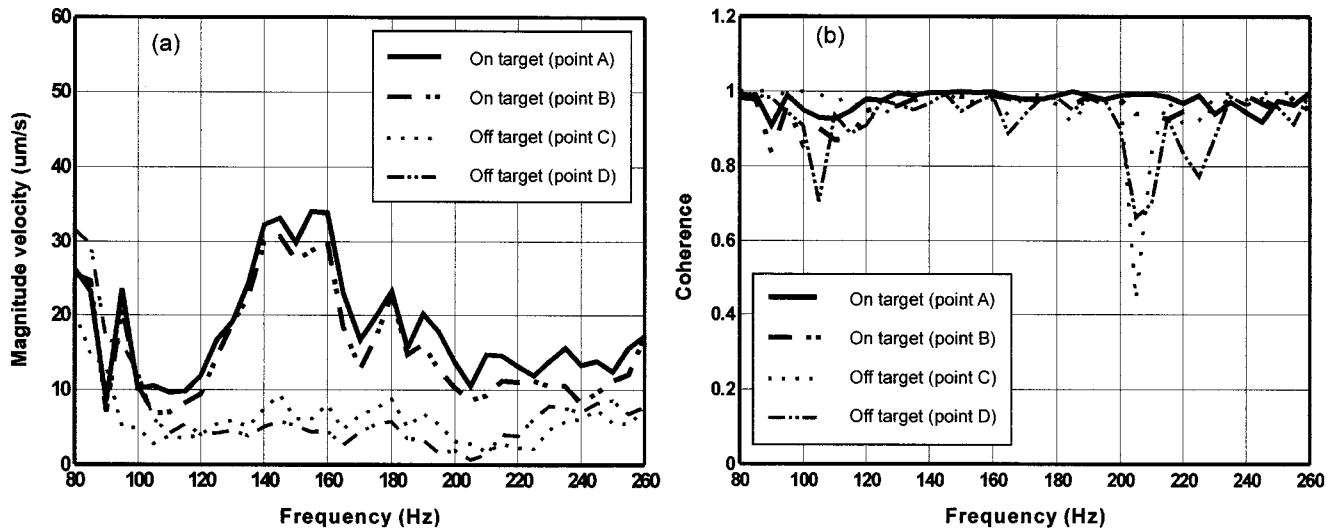 (a)
60
50
40
30
20
10
0
Magnitude velocity (um/s)
On target (point A)
On target (point B)
Off target (point C)
Off target (point D)
80 100 120 140 160 180 200 220 240 260
Frequency (Hz)
(b)
1.2
1
0.8
0.6
0.4
0.2
0
Coherence
On target (point A)
On target (point B)
Off target (point C)
Off target (point D)
80 100 120 140 160 180 200 220 240 260
Frequency (Hz)